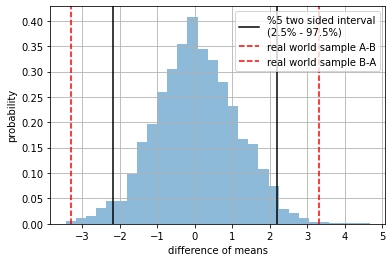 %5 two sided interval
(2.5% - 97.5%)
real world sample A-B
real world sample B-A
probability
0.40
0.35
0.30
0.25
0.20
0.15
0.10
0.05
0.00
−3 −2 −1 0 1 2 3 4 5
difference of means